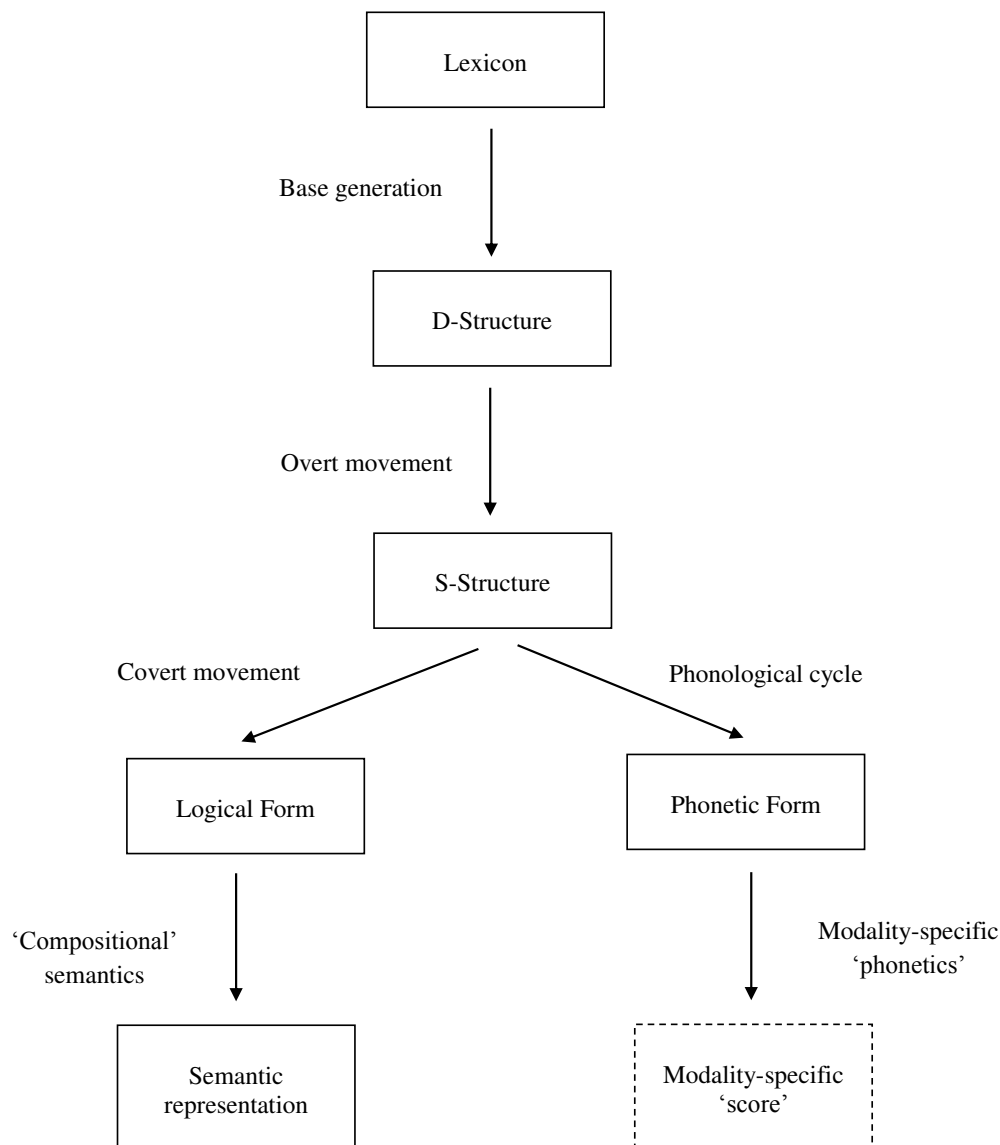 Lexicon
Base generation
D-Structure
Overt movement
S-Structure
Covert movement
Phonological cycle
Logical Form
Phonetic Form
‘Compositional’
semantics
Modality-specific
‘phonetics’
Semantic
representation
Modality-specific
‘score’